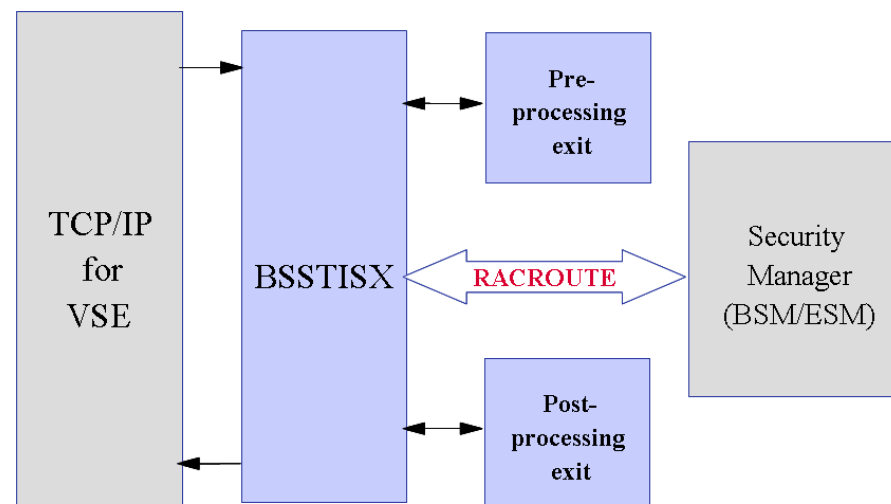 TCP/IP
for
VSE
BSSTISX
Pre-
processing
exit
RACROUTE
Security
Manager
(BSM/ESM)
Post-
processing
exit